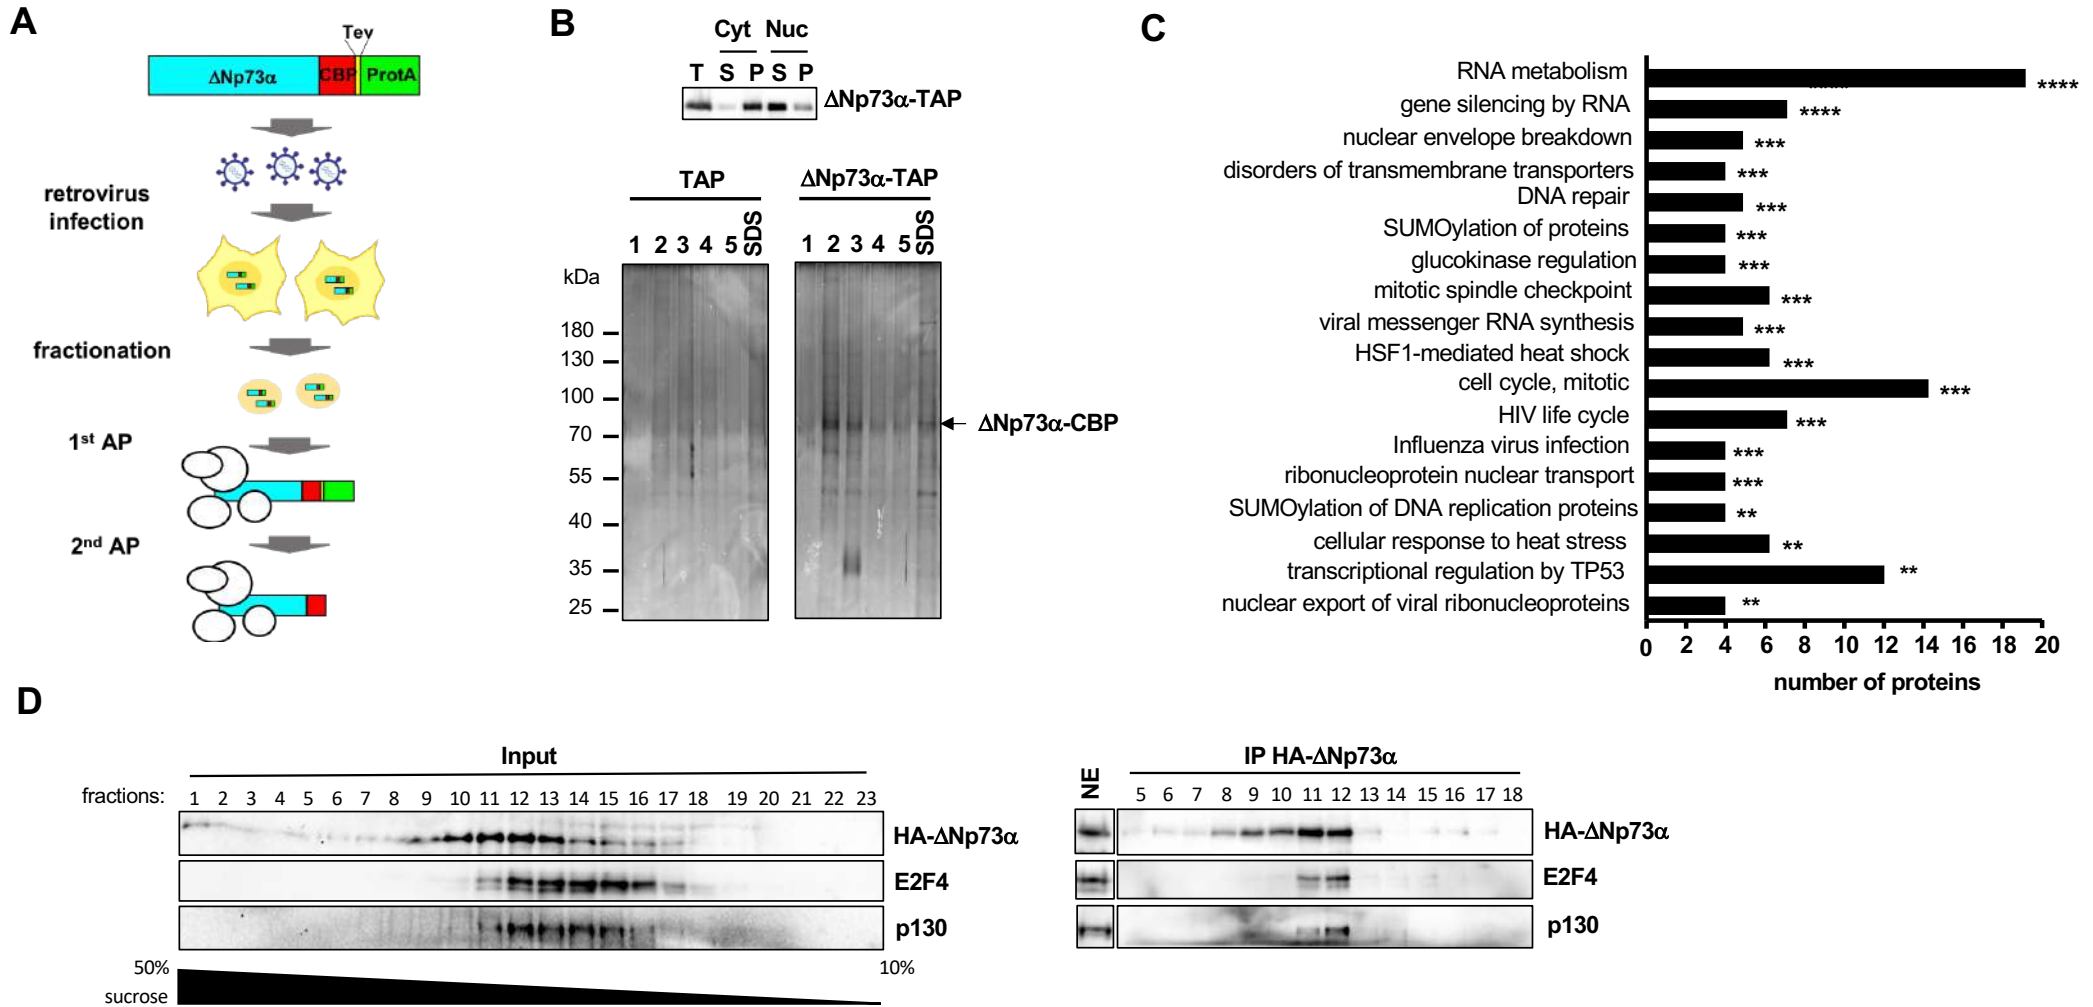 A
Tev
ΔNp73α CBP ProtA
retrovirus
infection
fractionation
1st AP
2nd AP
B
Cyt Nuc
T S P S P
ΔNp73α-TAP
TAP ΔNp73α-TAP
1 2 3 4 5 SDS 1 2 3 4 5 SDS
kDa
180
130
100
70
55
40
35
25
ΔNp73α-CBP
C
RNA metabolism ****
gene silencing by RNA ****
nuclear envelope breakdown ***
disorders of transmembrane transporters ***
DNA repair ***
SUMOylation of proteins ***
glucokinase regulation ***
mitotic spindle checkpoint ***
viral messenger RNA synthesis ***
HSF1-mediated heat shock ***
cell cycle, mitotic ***
HIV life cycle ***
Influenza virus infection ***
ribonucleoprotein nuclear transport ***
SUMOylation of DNA replication proteins **
cellular response to heat stress **
transcriptional regulation by TP53 **
nuclear export of viral ribonucleoproteins **
0 2 4 6 8 10 12 14 16 18 20
number of proteins
D
Input
fractions: 1 2 3 4 5 6 7 8 9 10 11 12 13 14 15 16 17 18 19 20 21 22 23
HA-ΔNp73α
E2F4
p130
50% 10%
sucrose
NE
IP HA-ΔNp73α
5 6 7 8 9 10 11 12 13 14 15 16 17 18
HA-ΔNp73α
E2F4
p130